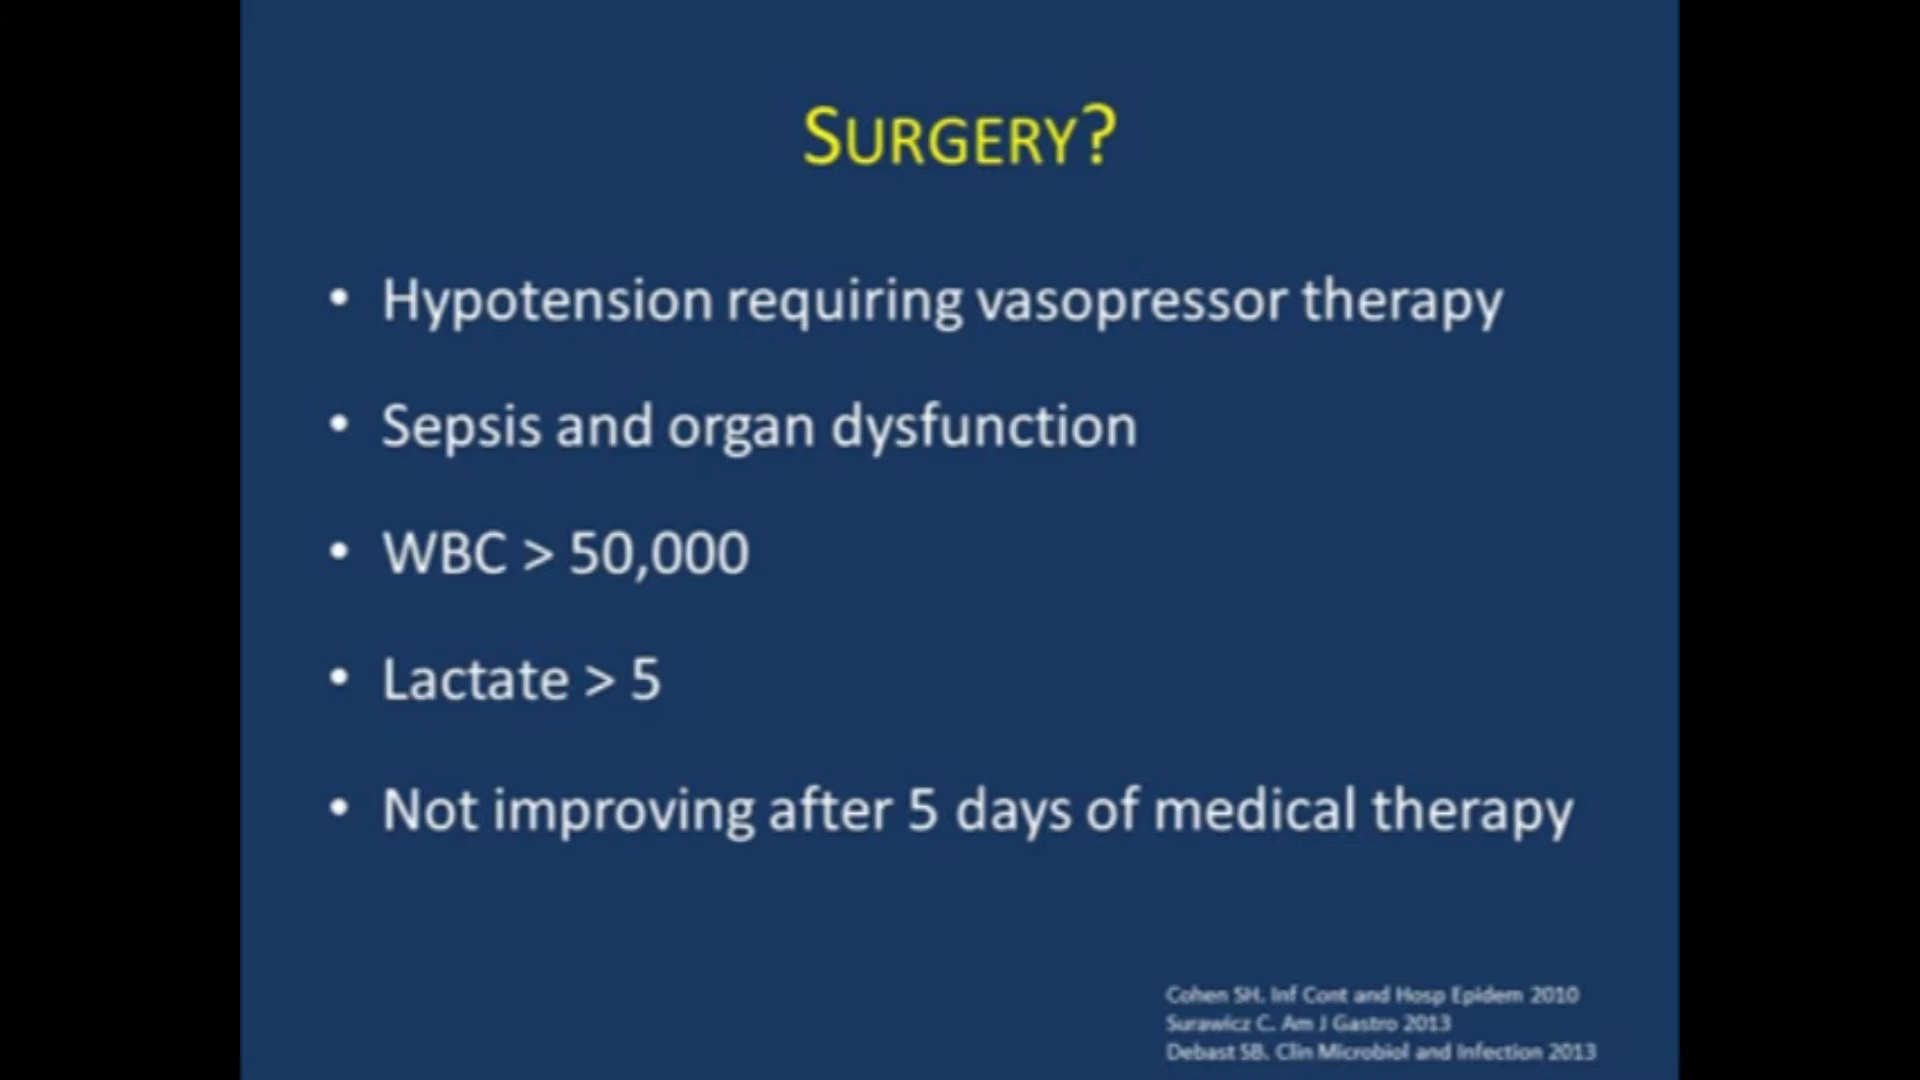 SURGERY?
• Hypotension requiring vasopressor therapy
• Sepsis and organ dysfunction
• WBC > 50,000
• Lactate > 5
• Not improving after 5 days of medical therapy
Cohen SH. Inf Cont and Hosp Epidem 2010
Surawicz C. Am J Gastro 2013
Debast SB. Clin Microbiol and Infection 2013